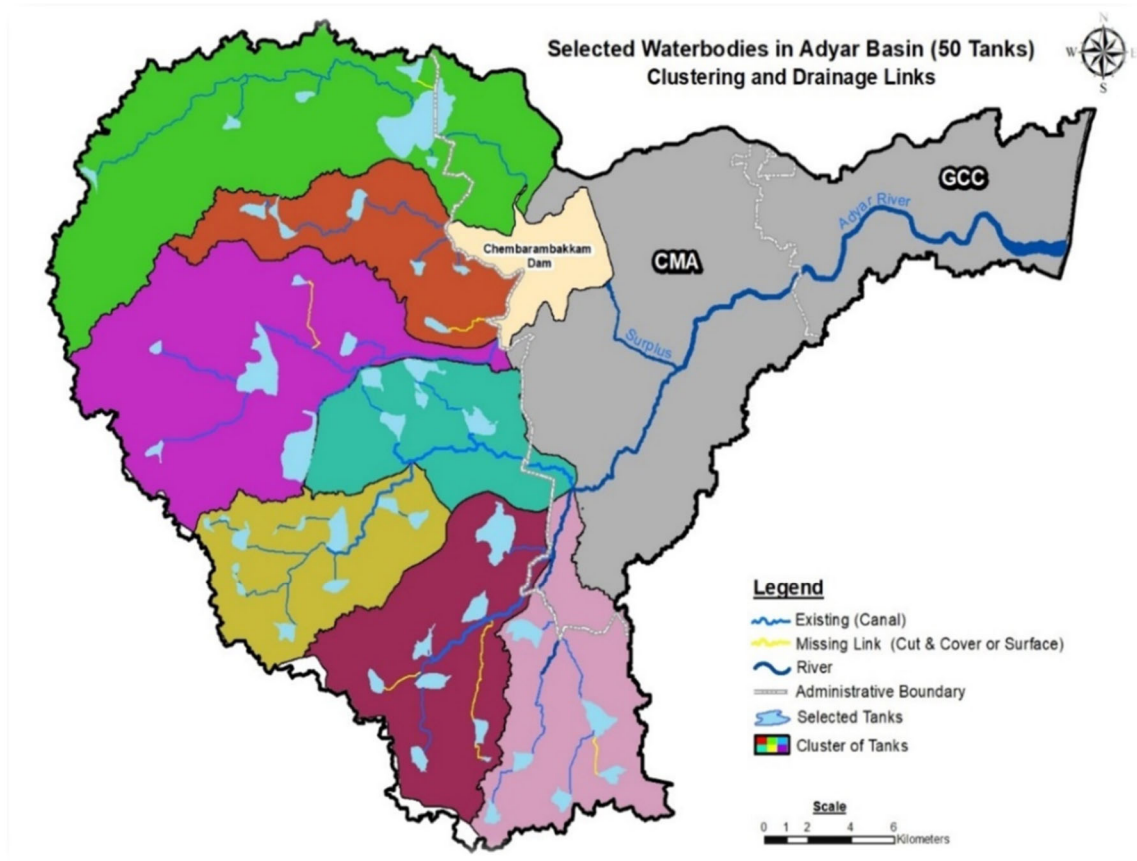 Selected Waterbodies in Adyar Basin (50 Tanks)
Clustering and Drainage Links
N
W
E
S
GCC
Adyar River
Chembarambakkam
Dam
CMA
Surplus
Legend
Existing (Canal)
Missing Link (Cut & Cover or Surface)
River
Administrative Boundary
Selected Tanks
Cluster of Tanks
Scale
0 1 2 4 6
Kilometers